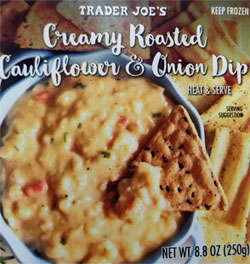 TRADER JOE'S
KEEP FROZEN
Creamy Roasted
Cauliflower & Onion Dip
HEAT & SERVE
SERVING
SUGGESTION
NET WT 8.8 OZ (250g)